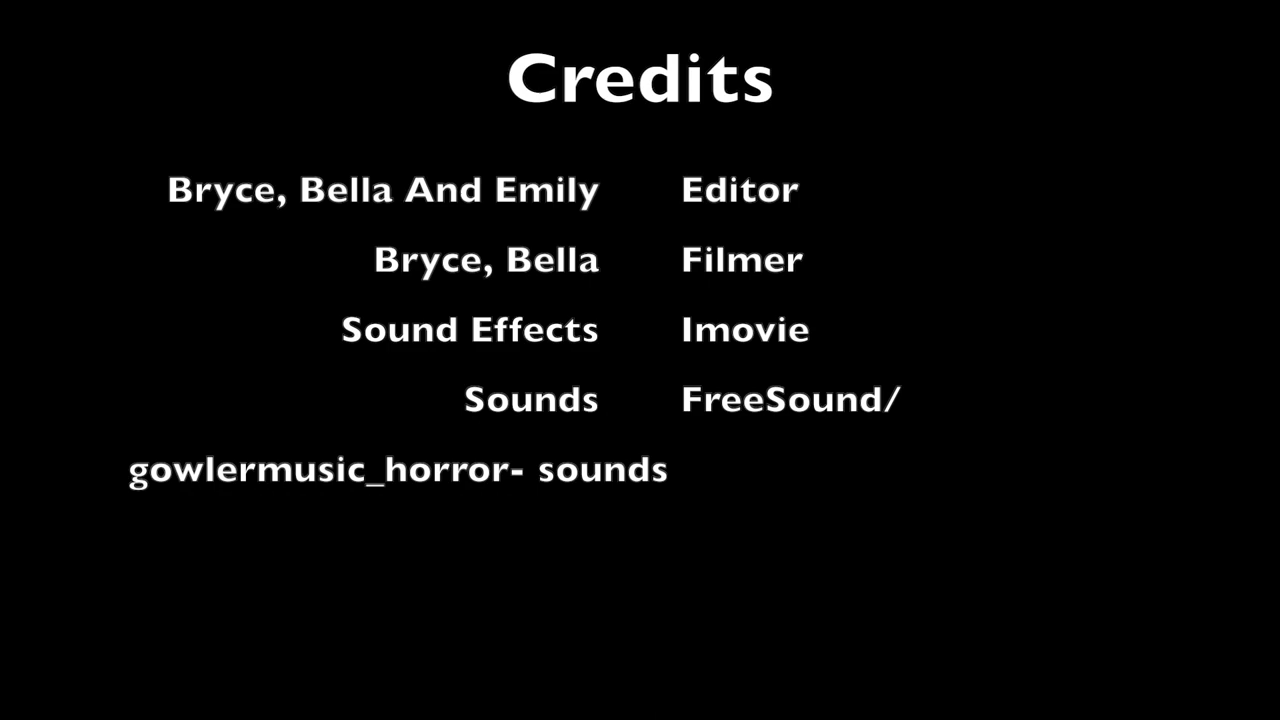 Credits
Bryce, Bella And Emily Editor
Bryce, Bella Filmer
Sound Effects Imovie
Sounds FreeSound/
gowlermusic_horror- sounds